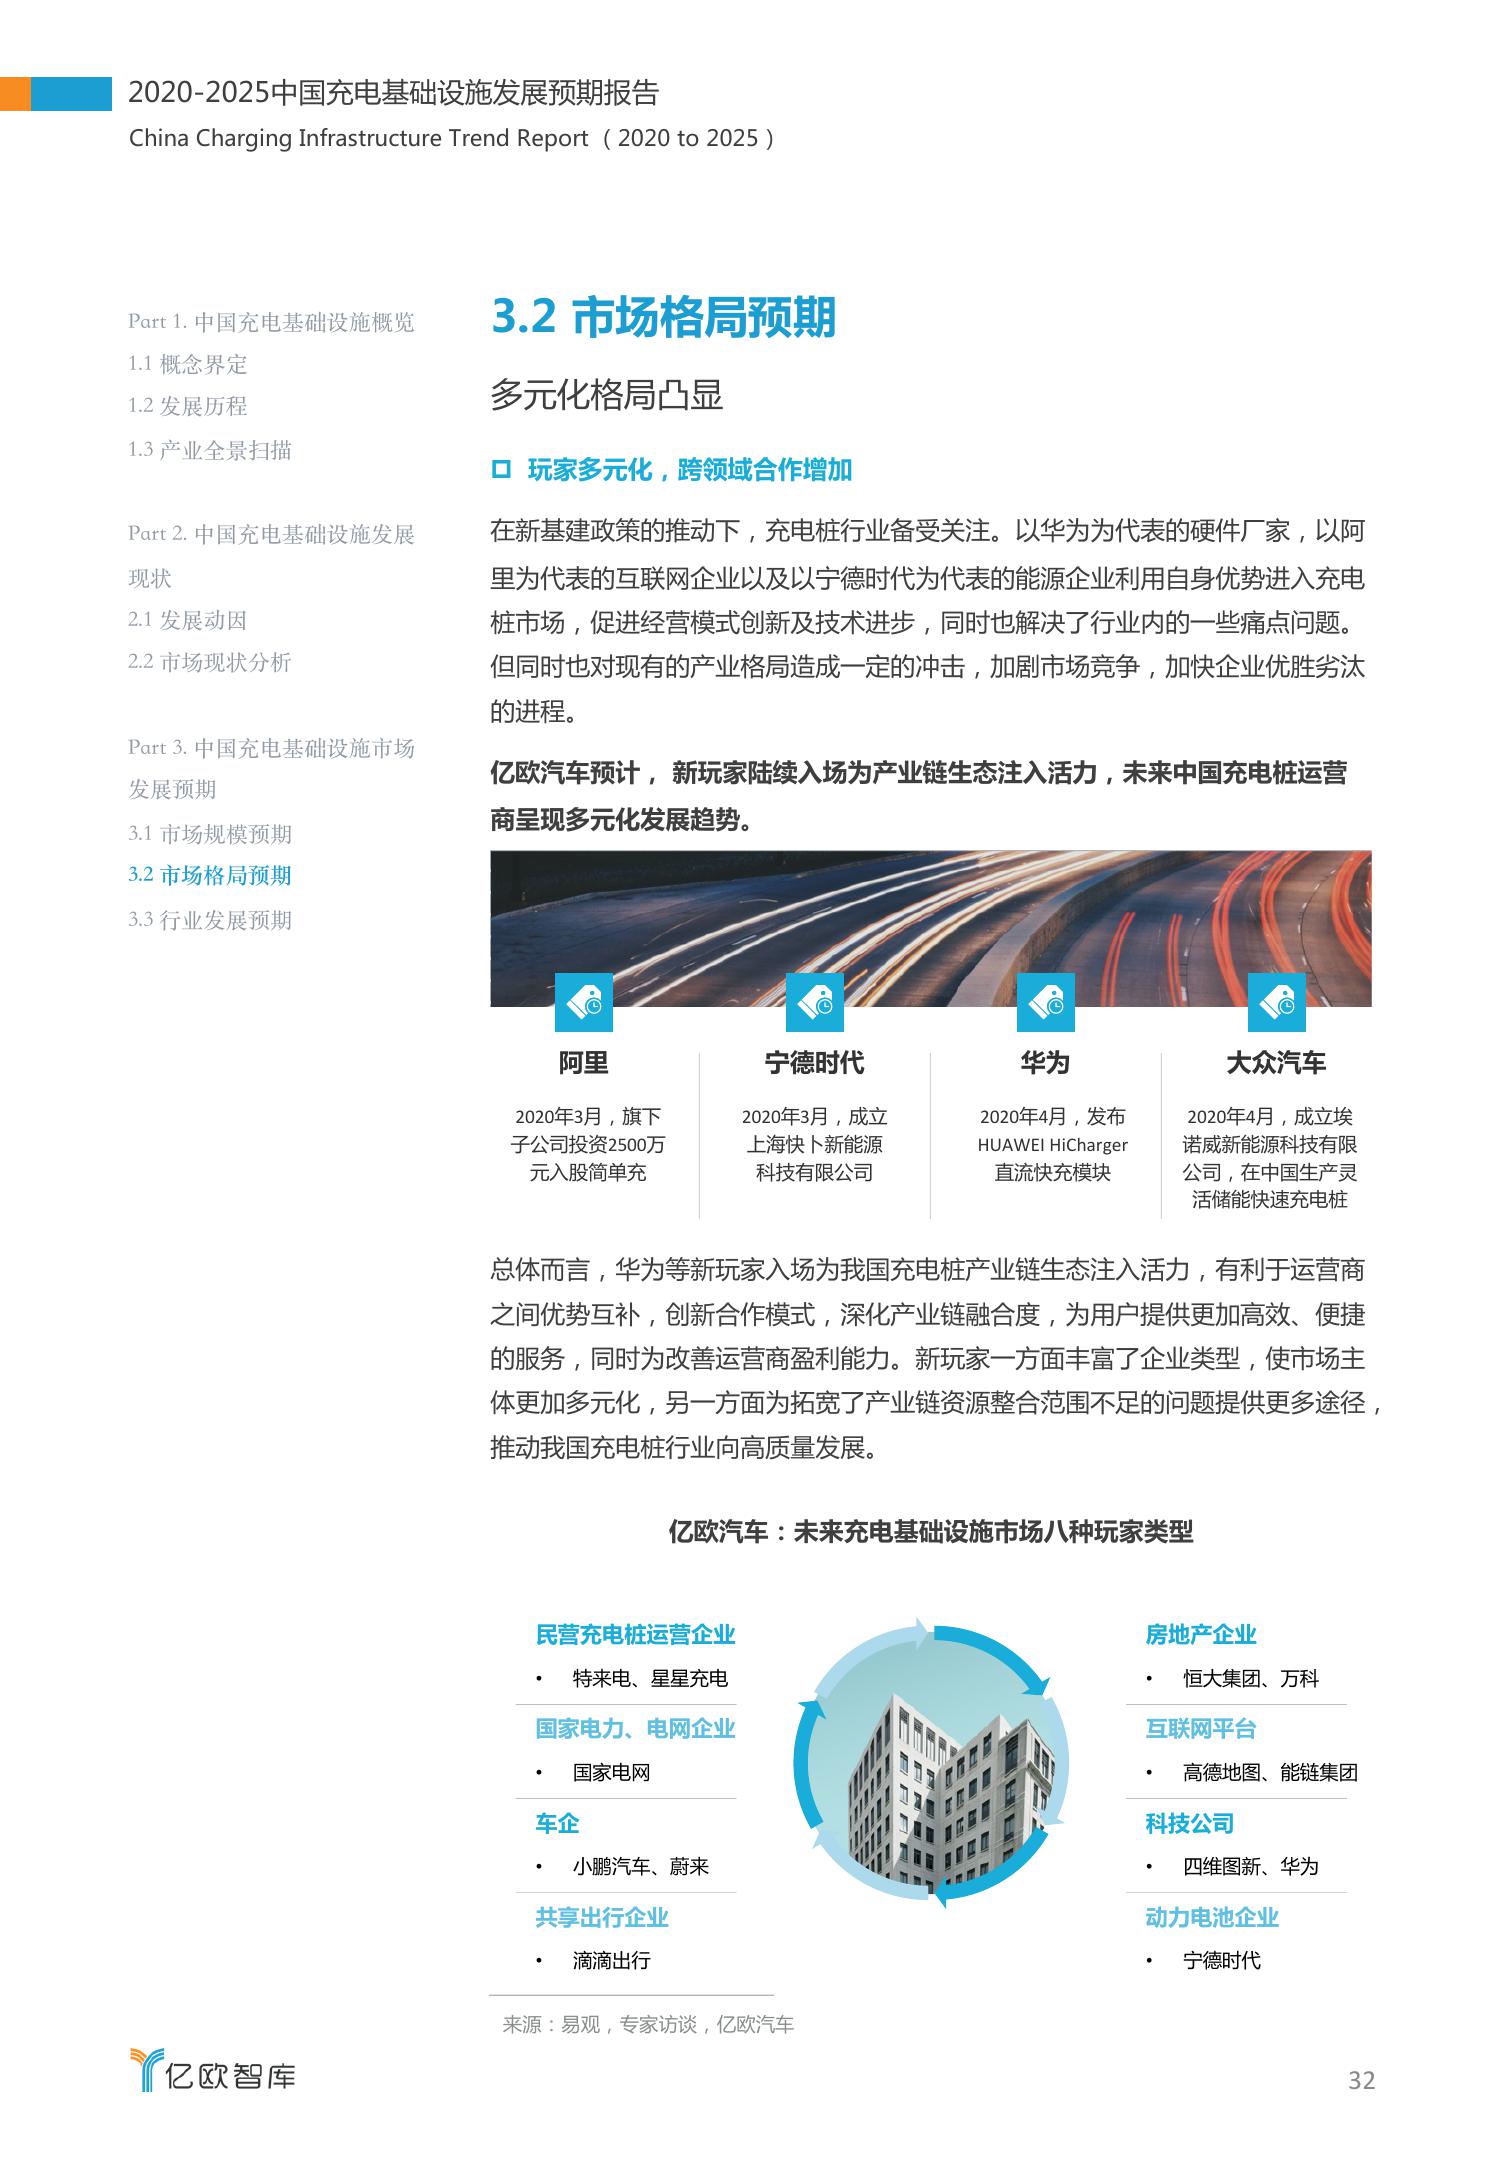 2020-2025中国充电基础设施发展预期报告
China Charging Infrastructure Trend Report（2020 to 2025）
Part 1. 中国充电基础设施概览
1.1 概念界定
1.2 发展历程
1.3 产业全景扫描
Part 2. 中国充电基础设施发展
现状
2.1 发展动因
2.2 市场现状分析
Part 3. 中国充电基础设施市场
发展预期
3.1 市场规模预期
3.2 市场格局预期
3.3 行业发展预期
3.2 市场格局预期
多元化格局凸显
玩家多元化，跨领域合作增加
在新基建政策的推动下，充电桩行业备受关注。以华为为代表的硬件厂家，以阿
里为代表的互联网企业以及以宁德时代为代表的能源企业利用自身优势进入充电
桩市场，促进经营模式创新及技术进步，同时也解决了行业内的一些痛点问题。
但同时也对现有的产业格局造成一定的冲击，加剧市场竞争，加快企业优胜劣汰
的进程。
亿欧汽车预计， 新玩家陆续入场为产业链生态注入活力，未来中国充电桩运营
商呈现多元化发展趋势。
阿里
2020年3月，旗下
子公司投资2500万
元入股简单充
宁德时代
2020年3月，成立
上海快卜新能源
科技有限公司
华为
2020年4月，发布
HUAWEI HiCharger
直流快充模块
大众汽车
2020年4月，成立埃
诺威新能源科技有限
公司，在中国生产灵
活储能快速充电桩
总体而言，华为等新玩家入场为我国充电桩产业链生态注入活力，有利于运营商
之间优势互补，创新合作模式，深化产业链融合度，为用户提供更加高效、便捷
的服务，同时为改善运营商盈利能力。新玩家一方面丰富了企业类型，使市场主
体更加多元化，另一方面为拓宽了产业链资源整合范围不足的问题提供更多途径，
推动我国充电桩行业向高质量发展。
亿欧汽车：未来充电基础设施市场八种玩家类型
民营充电桩运营企业
• 特来电、星星充电
国家电力、电网企业
• 国家电网
车企
• 小鹏汽车、蔚来
共享出行企业
• 滴滴出行
房地产企业
• 恒大集团、万科
互联网平台
• 高德地图、能链集团
科技公司
• 四维图新、华为
动力电池企业
• 宁德时代
来源：易观，专家访谈，亿欧汽车
亿欧智库
32